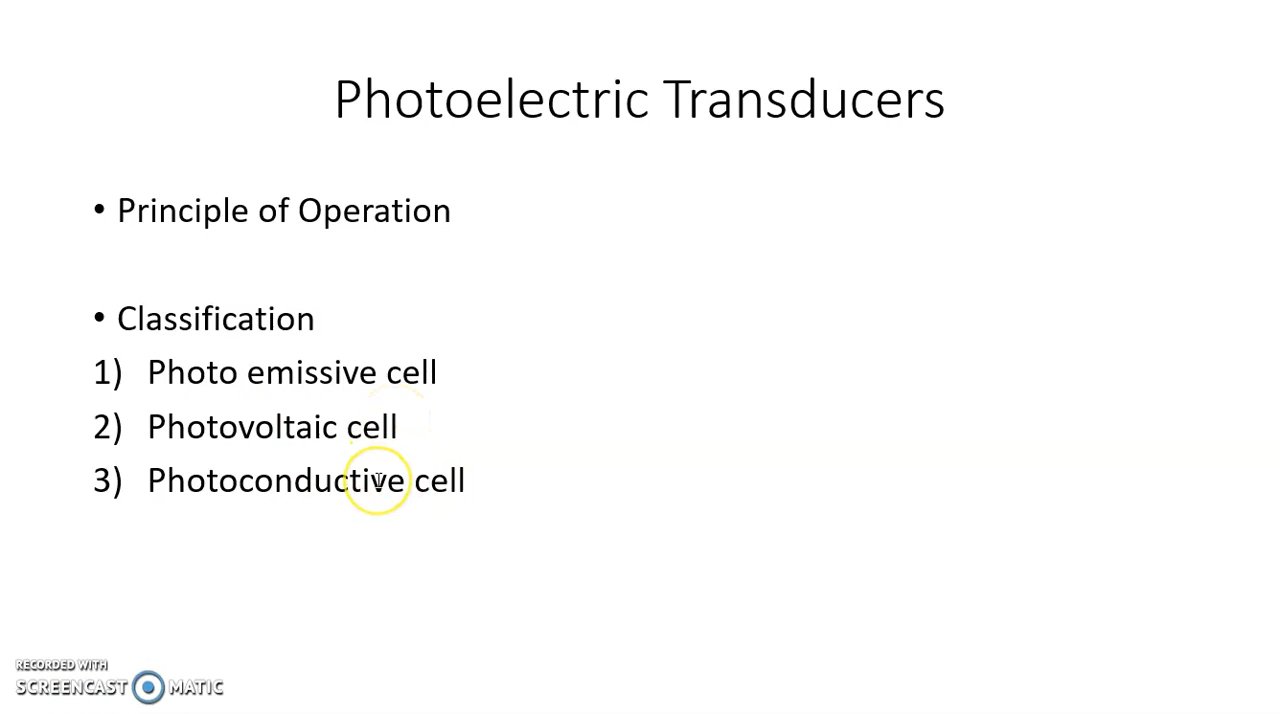 Photoelectric Transducers
• Principle of Operation
• Classification
1) Photo emissive cell
2) Photovoltaic cell
3) Photoconductive cell
RECORDED WITH
SCREENCAST MATIC